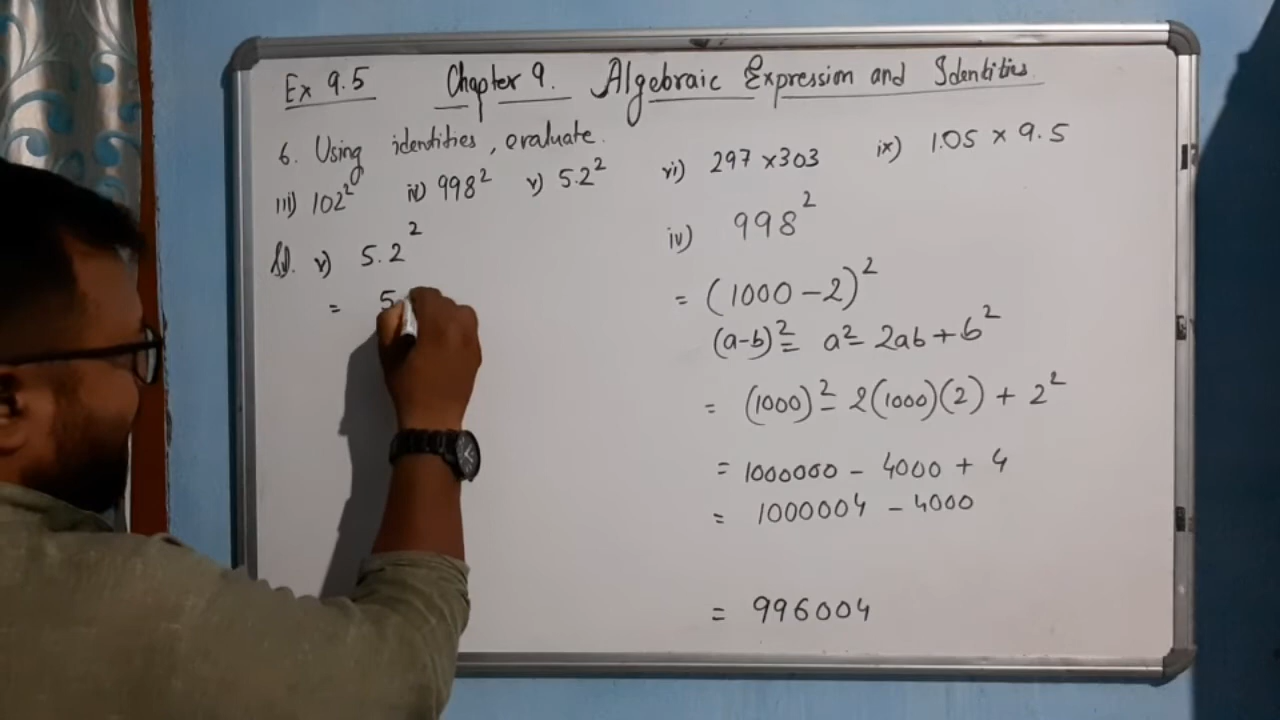 Ex 9.5 Chapter 9. Algebraic Expression and Identities
6. Using identities, evaluate.
iii) 102² iv) 998² v) 5.2² vi) 297 × 303 ix) 1.05 × 9.5
Sol. v) 5.2²
= 5
iv) 998²
= (1000 - 2)²
(a-b)² = a² - 2ab + b²
= (1000)² - 2(1000)(2) + 2²
= 1000000 - 4000 + 4
= 1000004 - 4000
= 996004